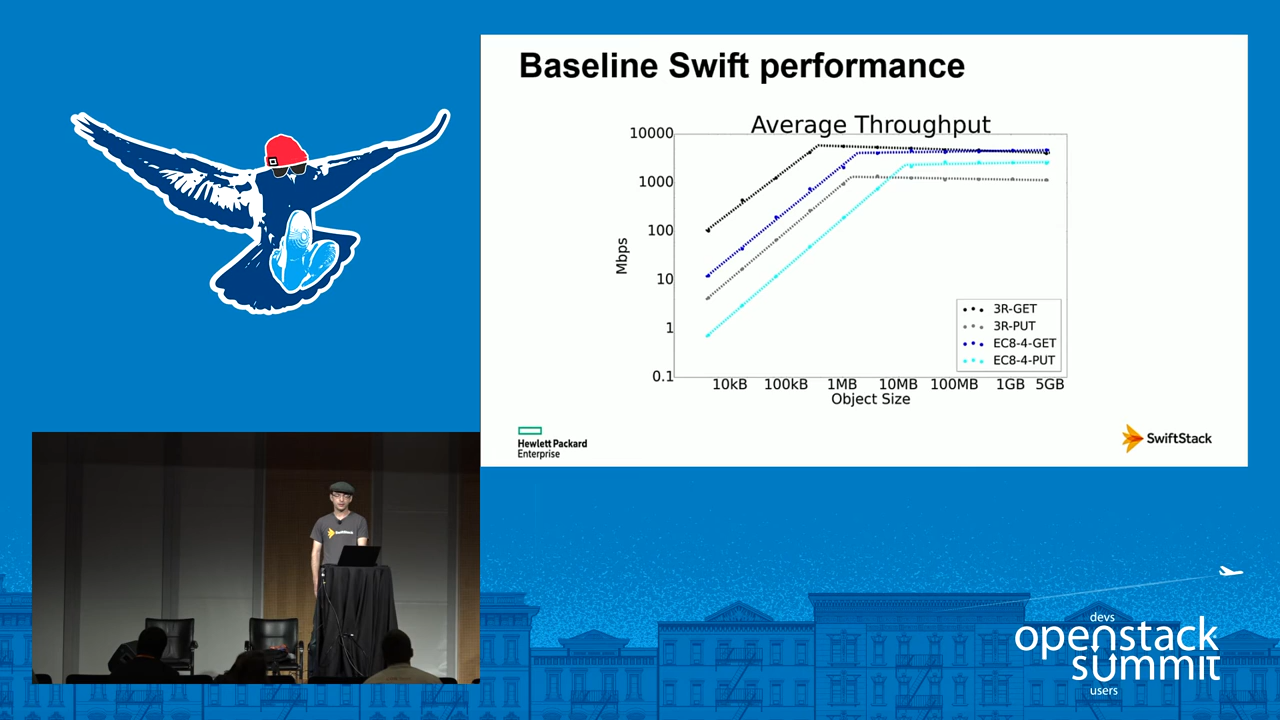 Baseline Swift performance
Average Throughput
10000
1000
100
10
1
0.1
Mbps
3R-GET
3R-PUT
EC8-4-GET
EC8-4-PUT
10kB 100kB 1MB 10MB 100MB 1GB 5GB
Object Size
Hewlett Packard
Enterprise
SwiftStack
SwiftStack
devs
openstack
summit
users